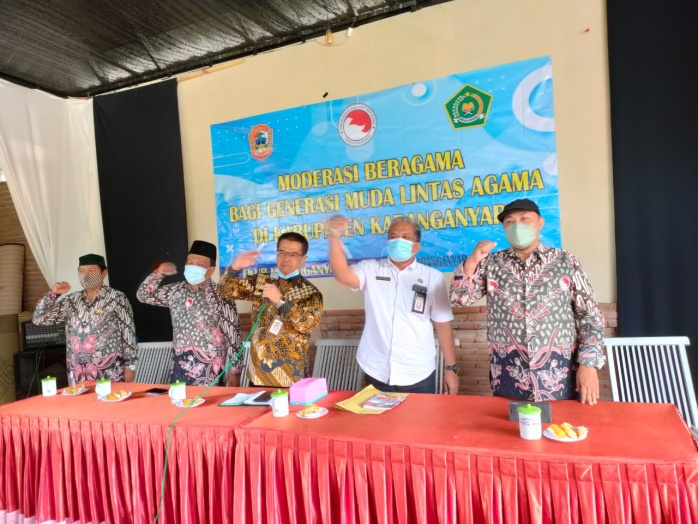 MODERASI BERAGAMA
BAGI GENERASI MUDA LINTAS AGAMA
DI KABUPATEN KARANGANYAR